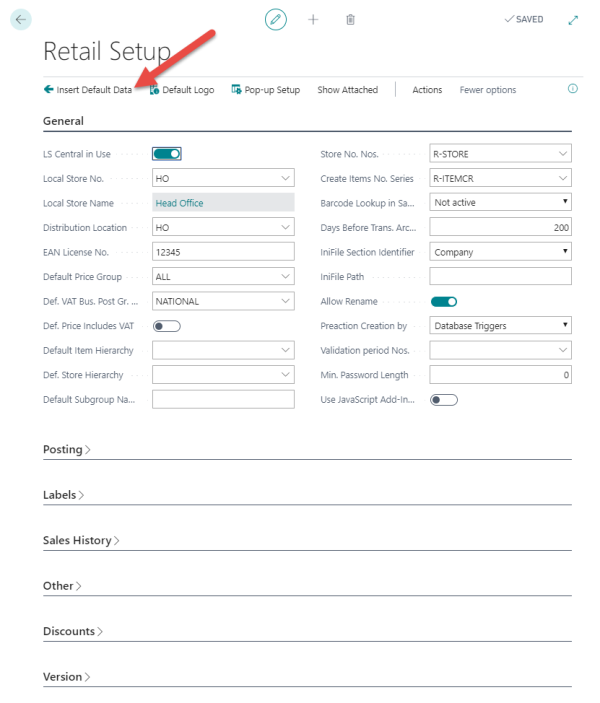 SAVED
Retail Setup
Insert Default Data Default Logo Pop-up Setup Show Attached Actions Fewer options
General
LS Central in Use Store No. Nos. R-STORE
Local Store No. HO Create Items No. Series R-ITEMCR
Local Store Name Head Office Barcode Lookup in Sa... Not active
Distribution Location HO Days Before Trans. Arc... 200
EAN License No. 12345 IniFile Section Identifier Company
Default Price Group ALL IniFile Path
Def. VAT Bus. Post Gr. ... NATIONAL Allow Rename
Def. Price Includes VAT Preaction Creation by Database Triggers
Default Item Hierarchy Validation period Nos.
Def. Store Hierarchy Min. Password Length 0
Default Subgroup Na... Use JavaScript Add-In...
Posting
Labels
Sales History
Other
Discounts
Version